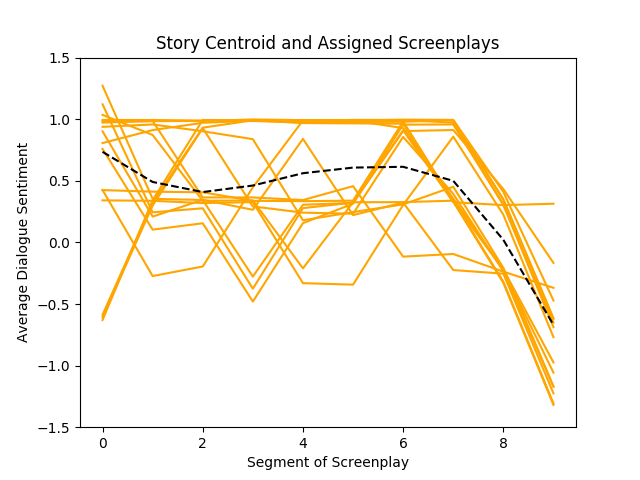 Story Centroid and Assigned Screenplays
Average Dialogue Sentiment
1.5
1.0
0.5
0.0
−0.5
−1.0
−1.5
0 2 4 6 8
Segment of Screenplay